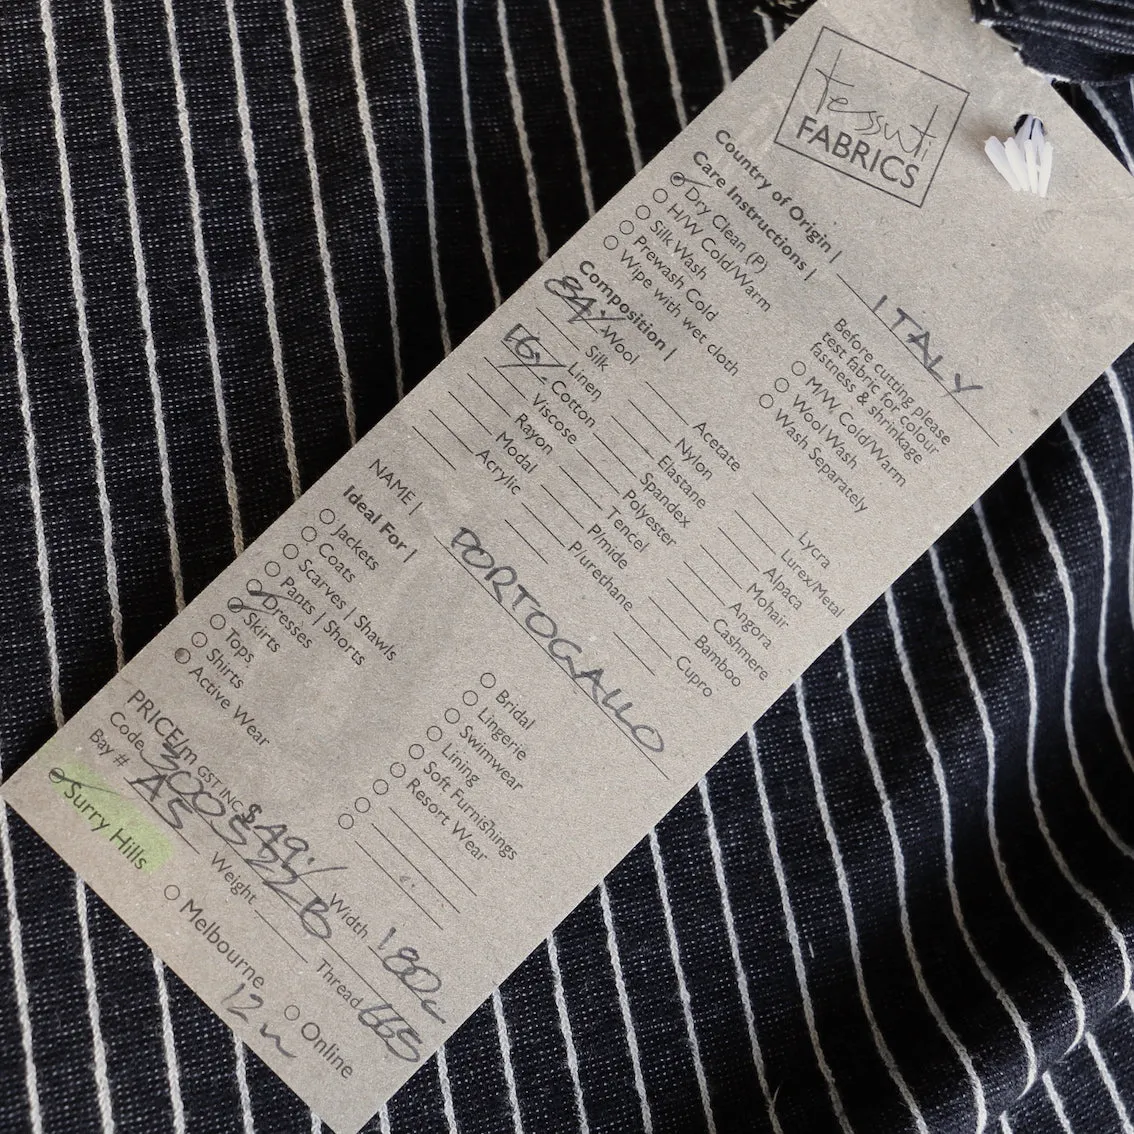 tessuti
FABRICS
Country of Origin | ITALY
Care Instructions |
Dry Clean (P)
H/W Cold/Warm
Silk Wash
Prewash Cold
Wipe with wet cloth
Before cutting please
test fabric for colour
fastness & shrinkage
M/W Cold/Warm
Wool Wash
Wash Separately
Composition |
84% Wool
Silk
Linen
Cotton
Viscose
Rayon
Modal
Acrylic
Acetate
Nylon
Elastane
Spandex
Polyester
Tencel
P/mide
P/urethane
Lycra
Lurex/Metal
Alpaca
Mohair
Angora
Cashmere
Bamboo
Cupro
NAME | PORTOGALLO
Ideal For |
Jackets
Coats
Scarves | Shawls
Pants | Shorts
Dresses
Skirts
Tops
Shirts
Active Wear
Bridal
Lingerie
Swimwear
Lining
Soft Furnishings
Resort Wear
PRICE/m GST INC $49
Width 180c
Code
Weight
Thread 665
Bay # A5
Surry Hills
Melbourne
Online